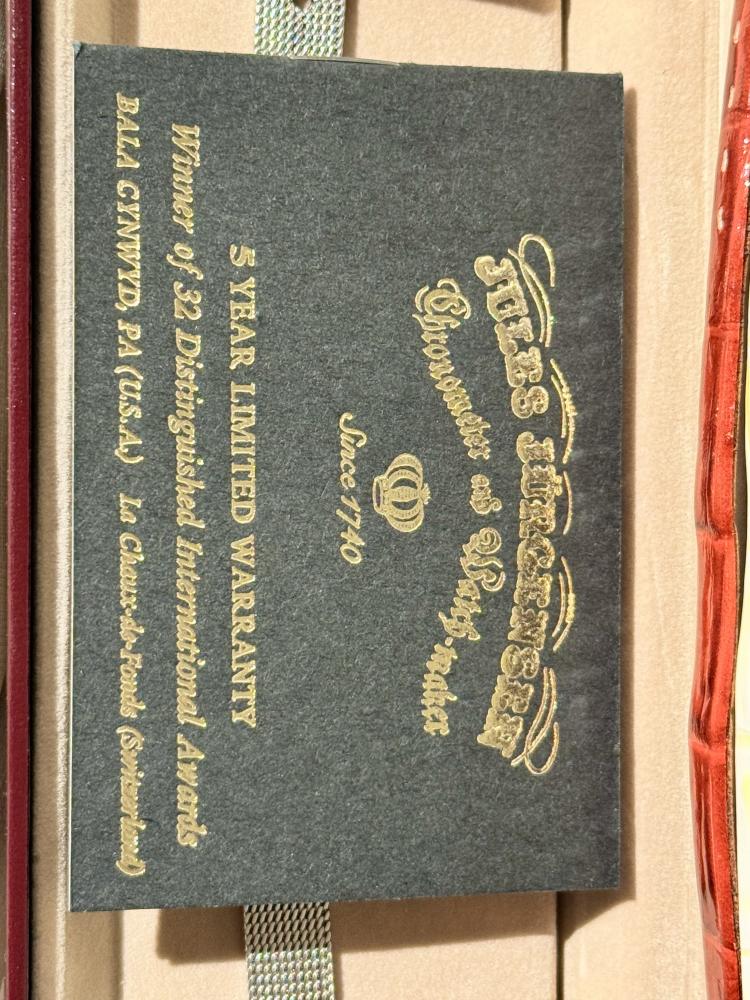 JULES JÜRGENSEN
Chronometer and Watch-maker
Since 1740
5 YEAR LIMITED WARRANTY
Winner of 32 Distinguished International Awards
BALA CYNWYD, PA (U.S.A.) La Chaux-de-Fonds (Switzerland)